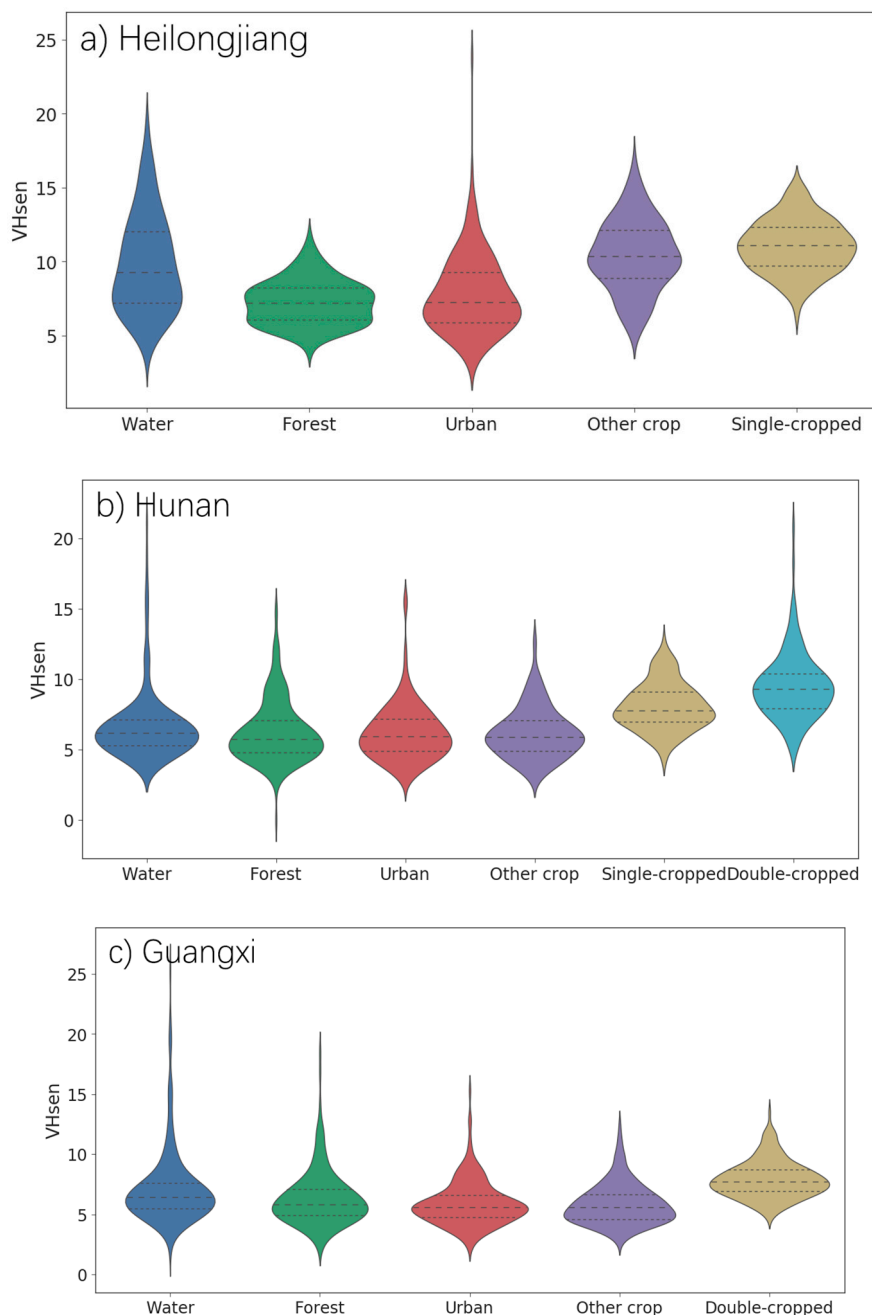 a) Heilongjiang
25
20
15
10
5
VHsen
Water Forest Urban Other crop Single-cropped
b) Hunan
20
15
10
5
0
VHsen
Water Forest Urban Other crop Single-cropped Double-cropped
c) Guangxi
25
20
15
10
5
0
VHsen
Water Forest Urban Other crop Double-cropped